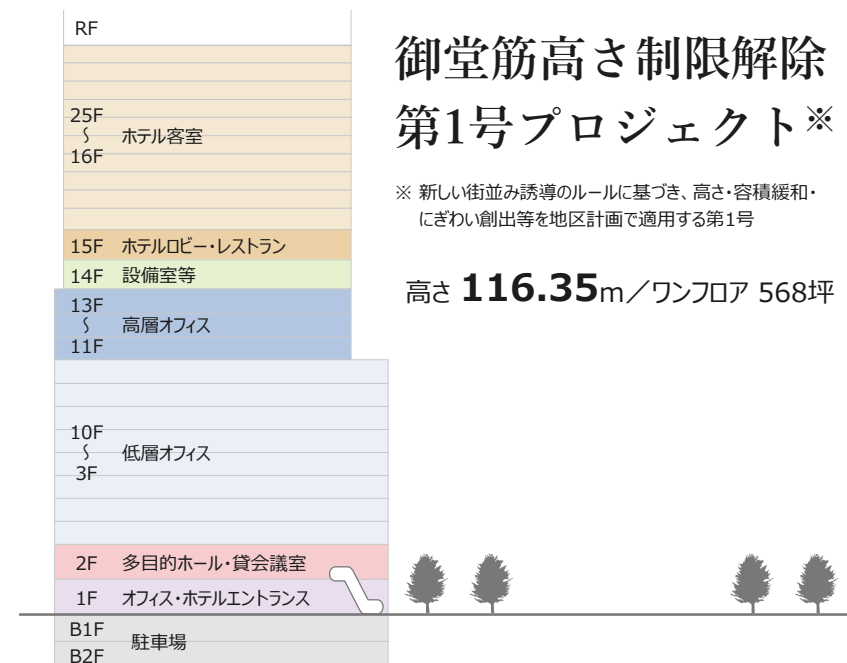 RF
25F
〜
16F
ホテル客室
15F ホテルロビー・レストラン
14F 設備室等
13F
〜
11F
高層オフィス
10F
〜
3F
低層オフィス
2F 多目的ホール・貸会議室
1F オフィス・ホテルエントランス
B1F
B2F
駐車場
御堂筋高さ制限解除
第1号プロジェクト※
※ 新しい街並み誘導のルールに基づき、高さ・容積緩和・
にぎわい創出等を地区計画で適用する第1号
高さ 116.35m／ワンフロア 568坪